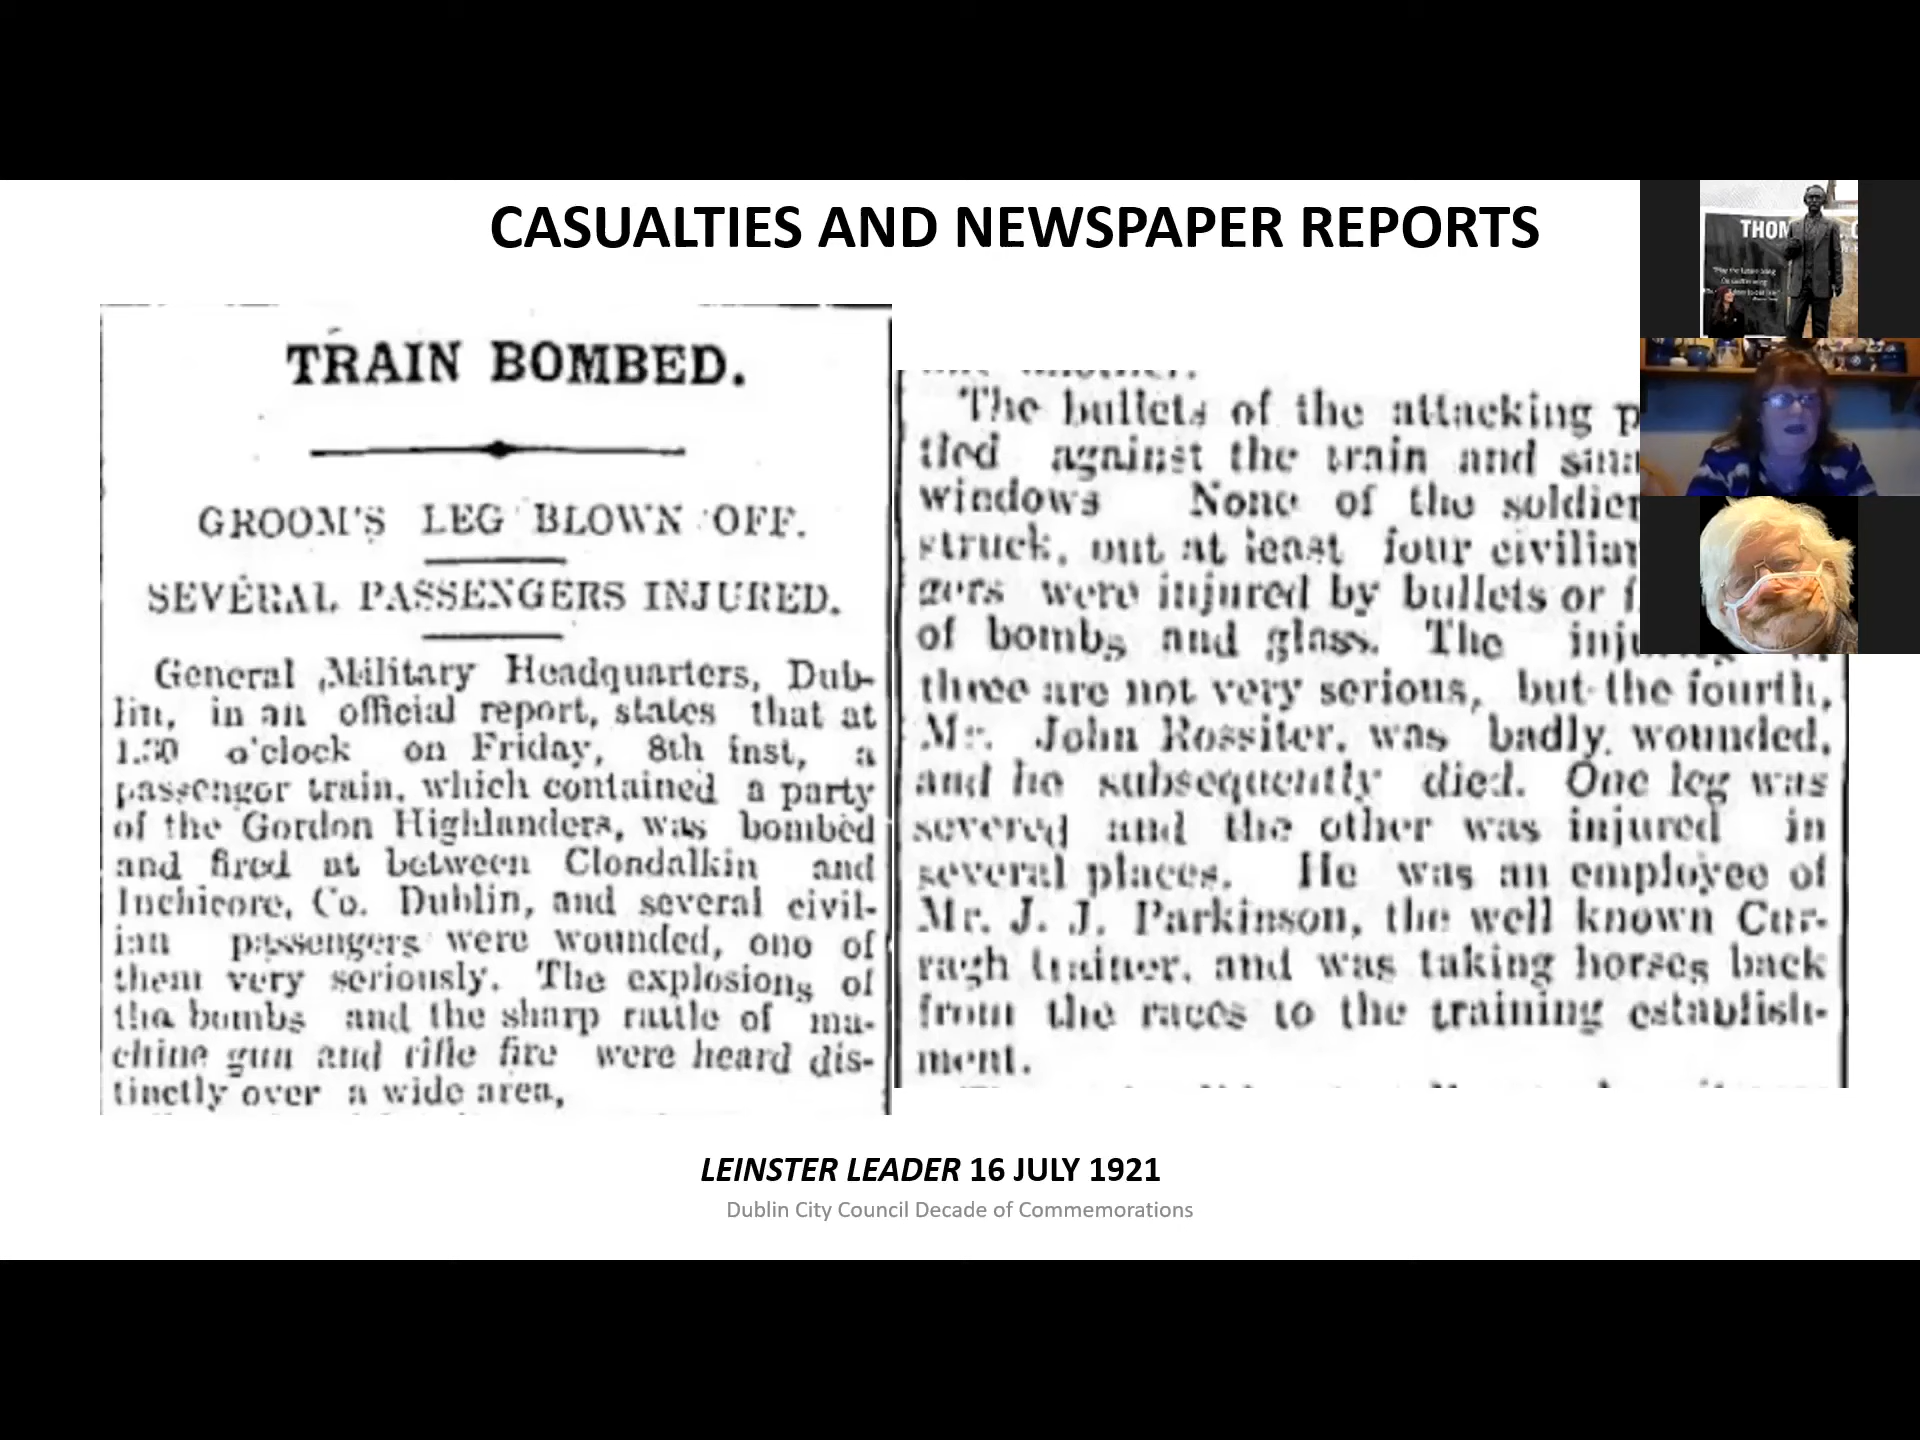 CASUALTIES AND NEWSPAPER REPORTS
TRAIN BOMBED.
GROOM'S LEG BLOWN OFF.
SEVERAL PASSENGERS INJURED.
General Military Headquarters, Dub-
lin, in an official report, states that at
1.30 o'clock on Friday, 8th inst, a
passenger train, which contained a party
of the Gordon Highlanders, was bombed
and fired at between Clondalkin and
Inchicore, Co. Dublin, and several civil-
ian passengers were wounded, one of
them very seriously. The explosions of
the bombs and the sharp rattle of ma-
chine gun and rifle fire were heard dis-
tinctly over a wide area,
The bullets of the attacking p
tled against the train and
windows None of the soldier
struck, but at least four civilian
gers were injured by bullets or f
of bombs and glass. The
three are not very serious, but the fourth,
Mr. John Rossiter, was badly wounded,
and he subsequently died. One leg was
severed and the other was injured in
several places. He was an employee of
Mr. J. J. Parkinson, the well known Cur-
ragh trainer, and was taking horses back
from the races to the training establish-
ment.
LEINSTER LEADER 16 JULY 1921
Dublin City Council Decade of Commemorations
THOM